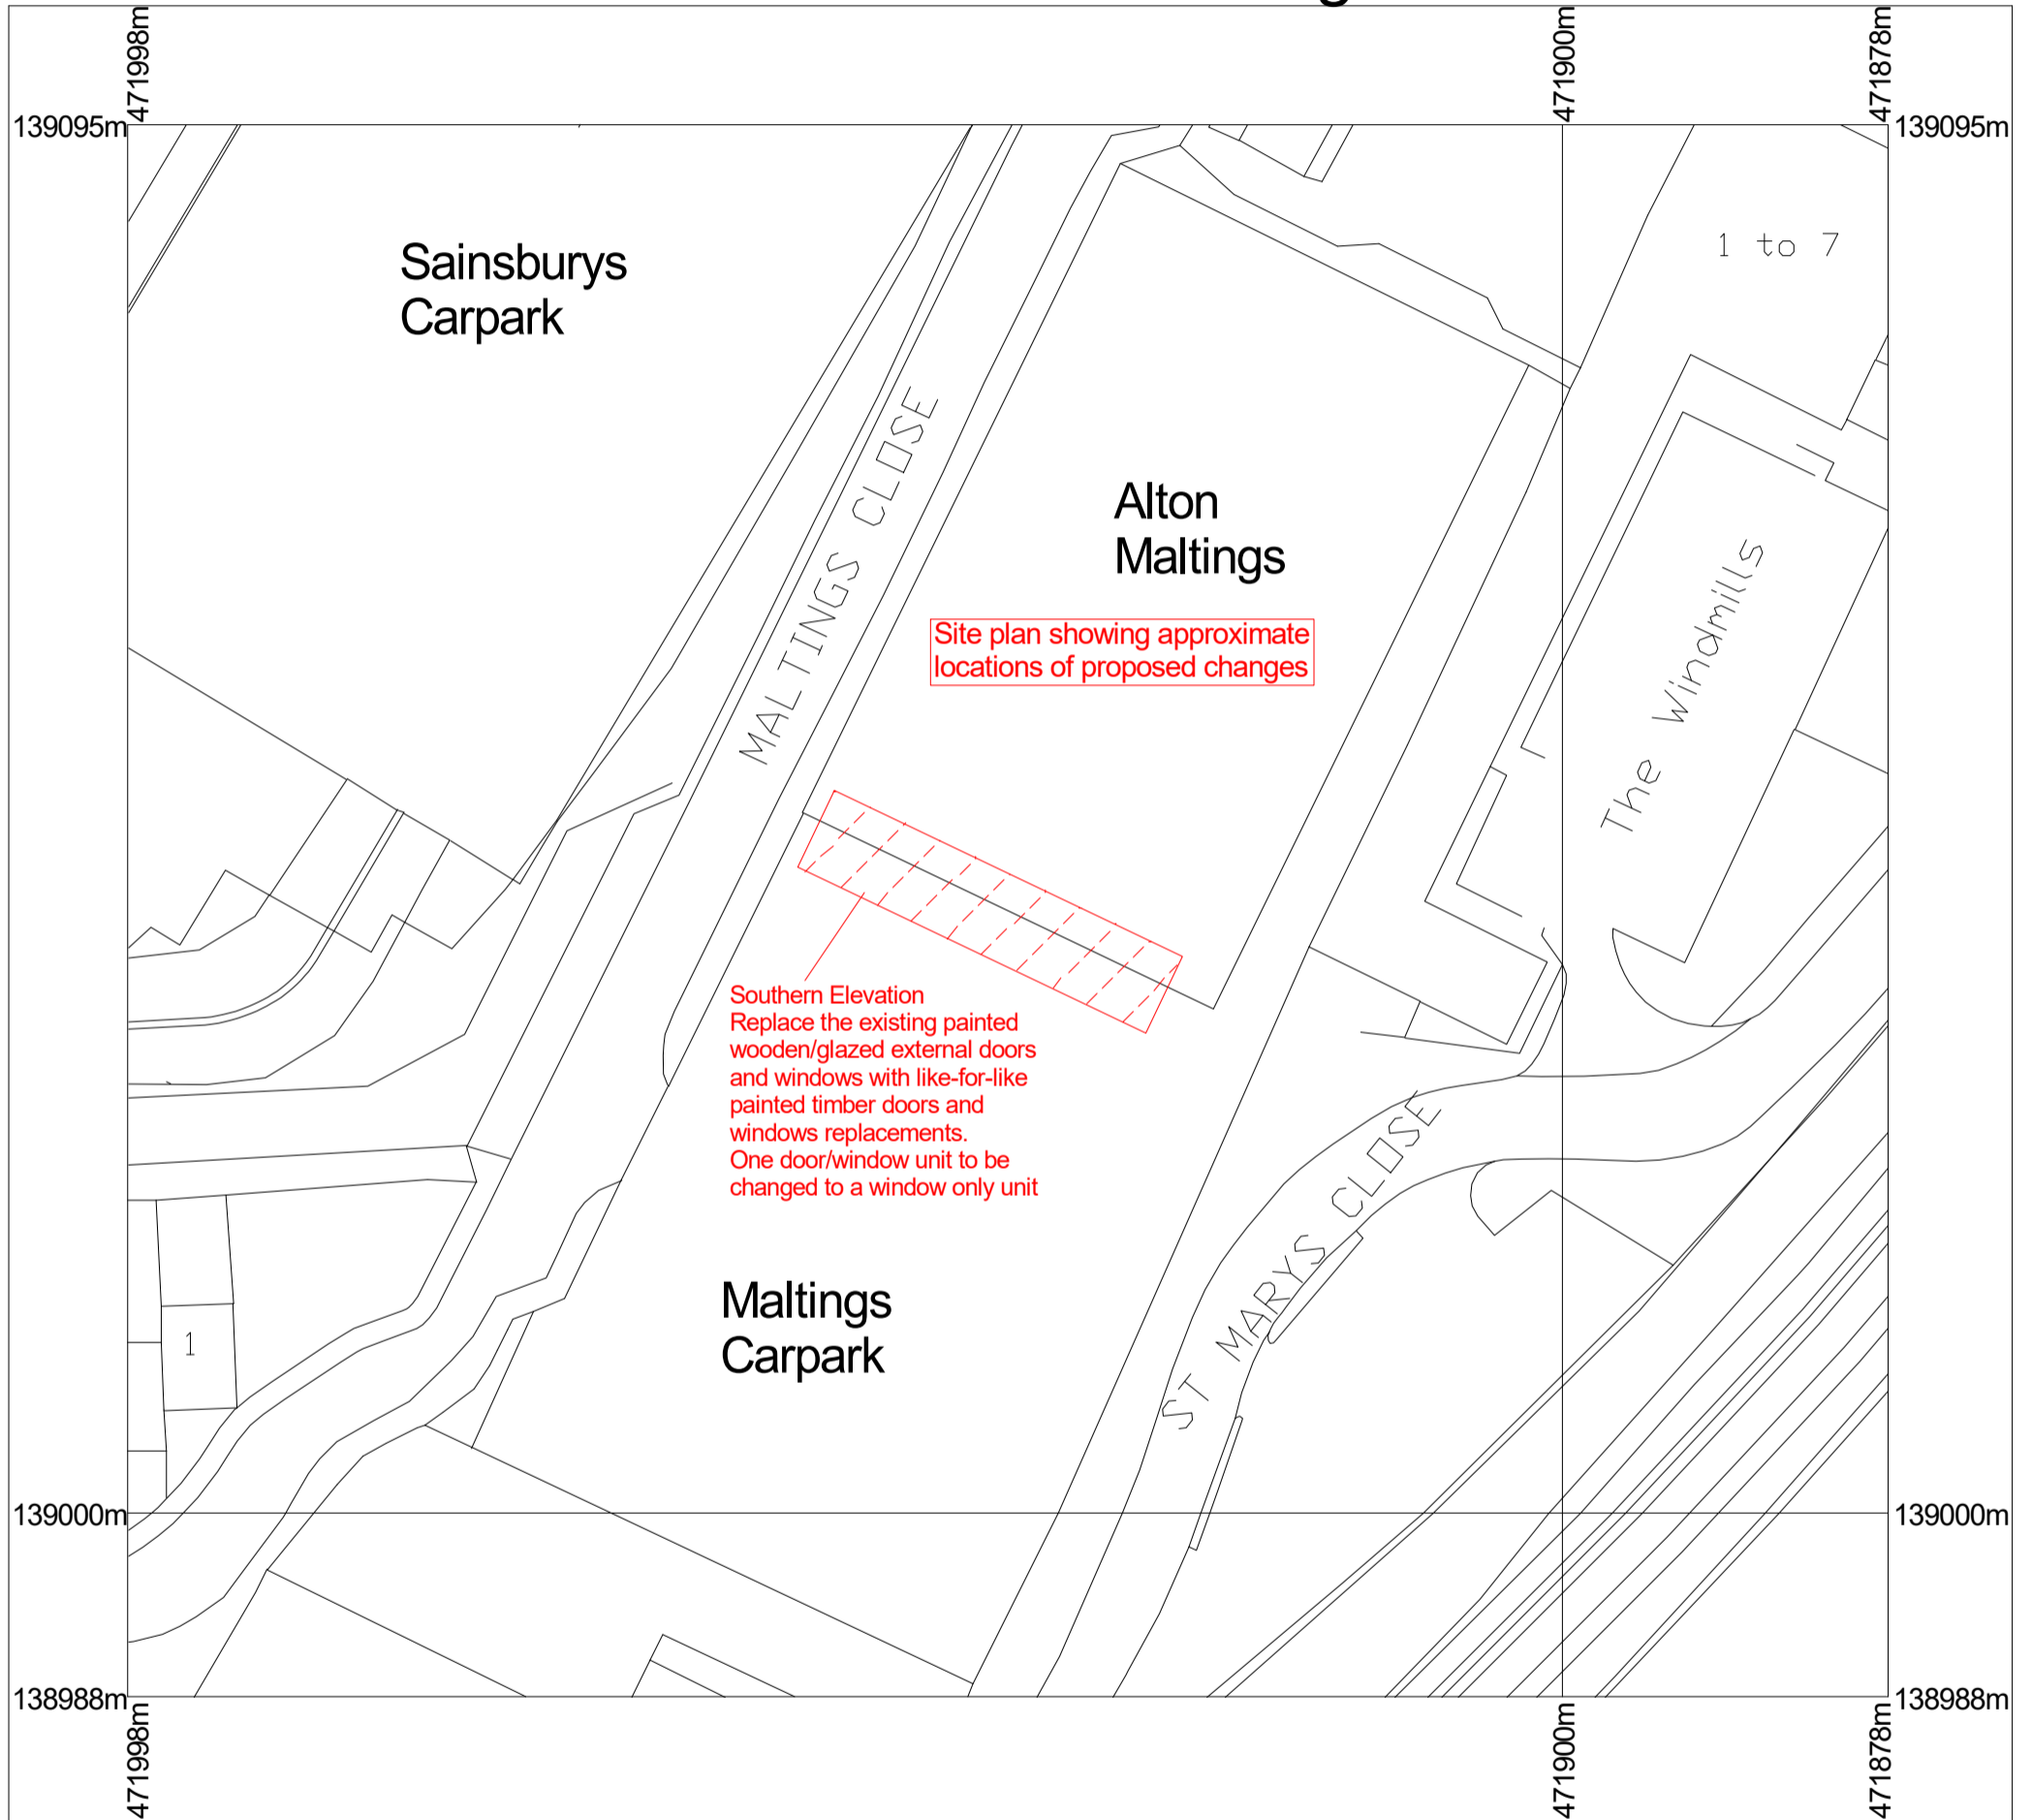 471998m
471900m
471878m
139095m
139095m
1 to 7
Sainsburys
Carpark
MALTINGS CLOSE
Alton
Maltings
Site plan showing approximate
locations of proposed changes
The Windmills
Southern Elevation
Replace the existing painted
wooden/glazed external doors
and windows with like-for-like
painted timber doors and
windows replacements.
One door/window unit to be
changed to a window only unit
ST MARYS CLOSE
Maltings
Carpark
1
139000m
139000m
138988m
138988m
471998m
471900m
471878m